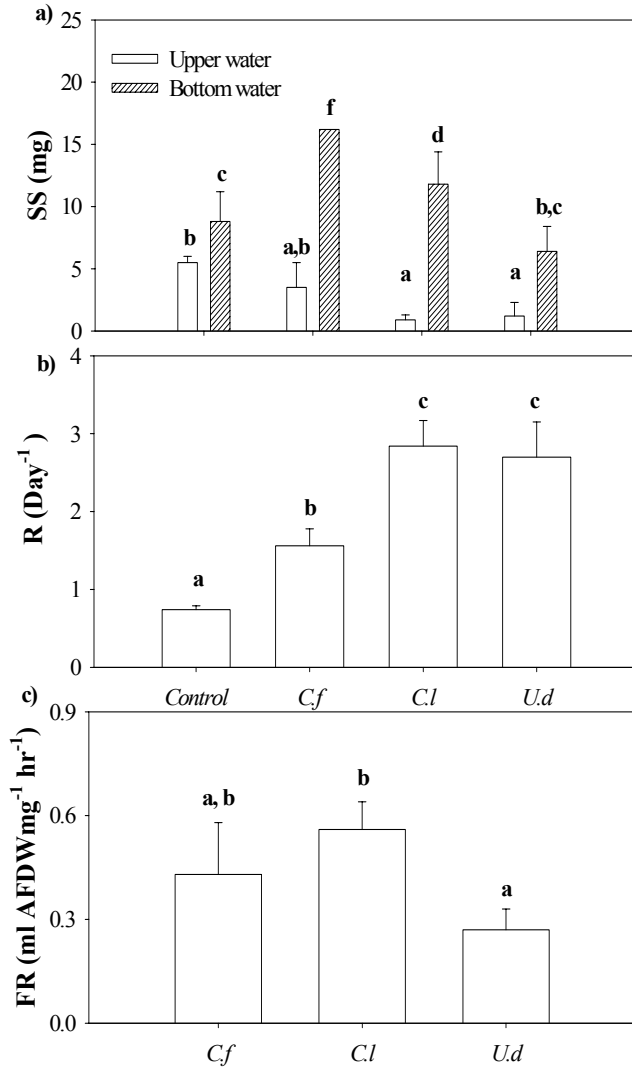 a)
25
Upper water
Bottom water
20
15
10
5
0
SS (mg)
b
c
a,b
f
a
d
a
b,c
b)
4
3
2
1
0
R (Day⁻¹)
a
b
c
c
Control C.f C.l U.d
c)
0.9
0.6
0.3
0.0
FR (ml AFDWmg⁻¹ hr⁻¹)
a, b
b
a
C.f C.l U.d